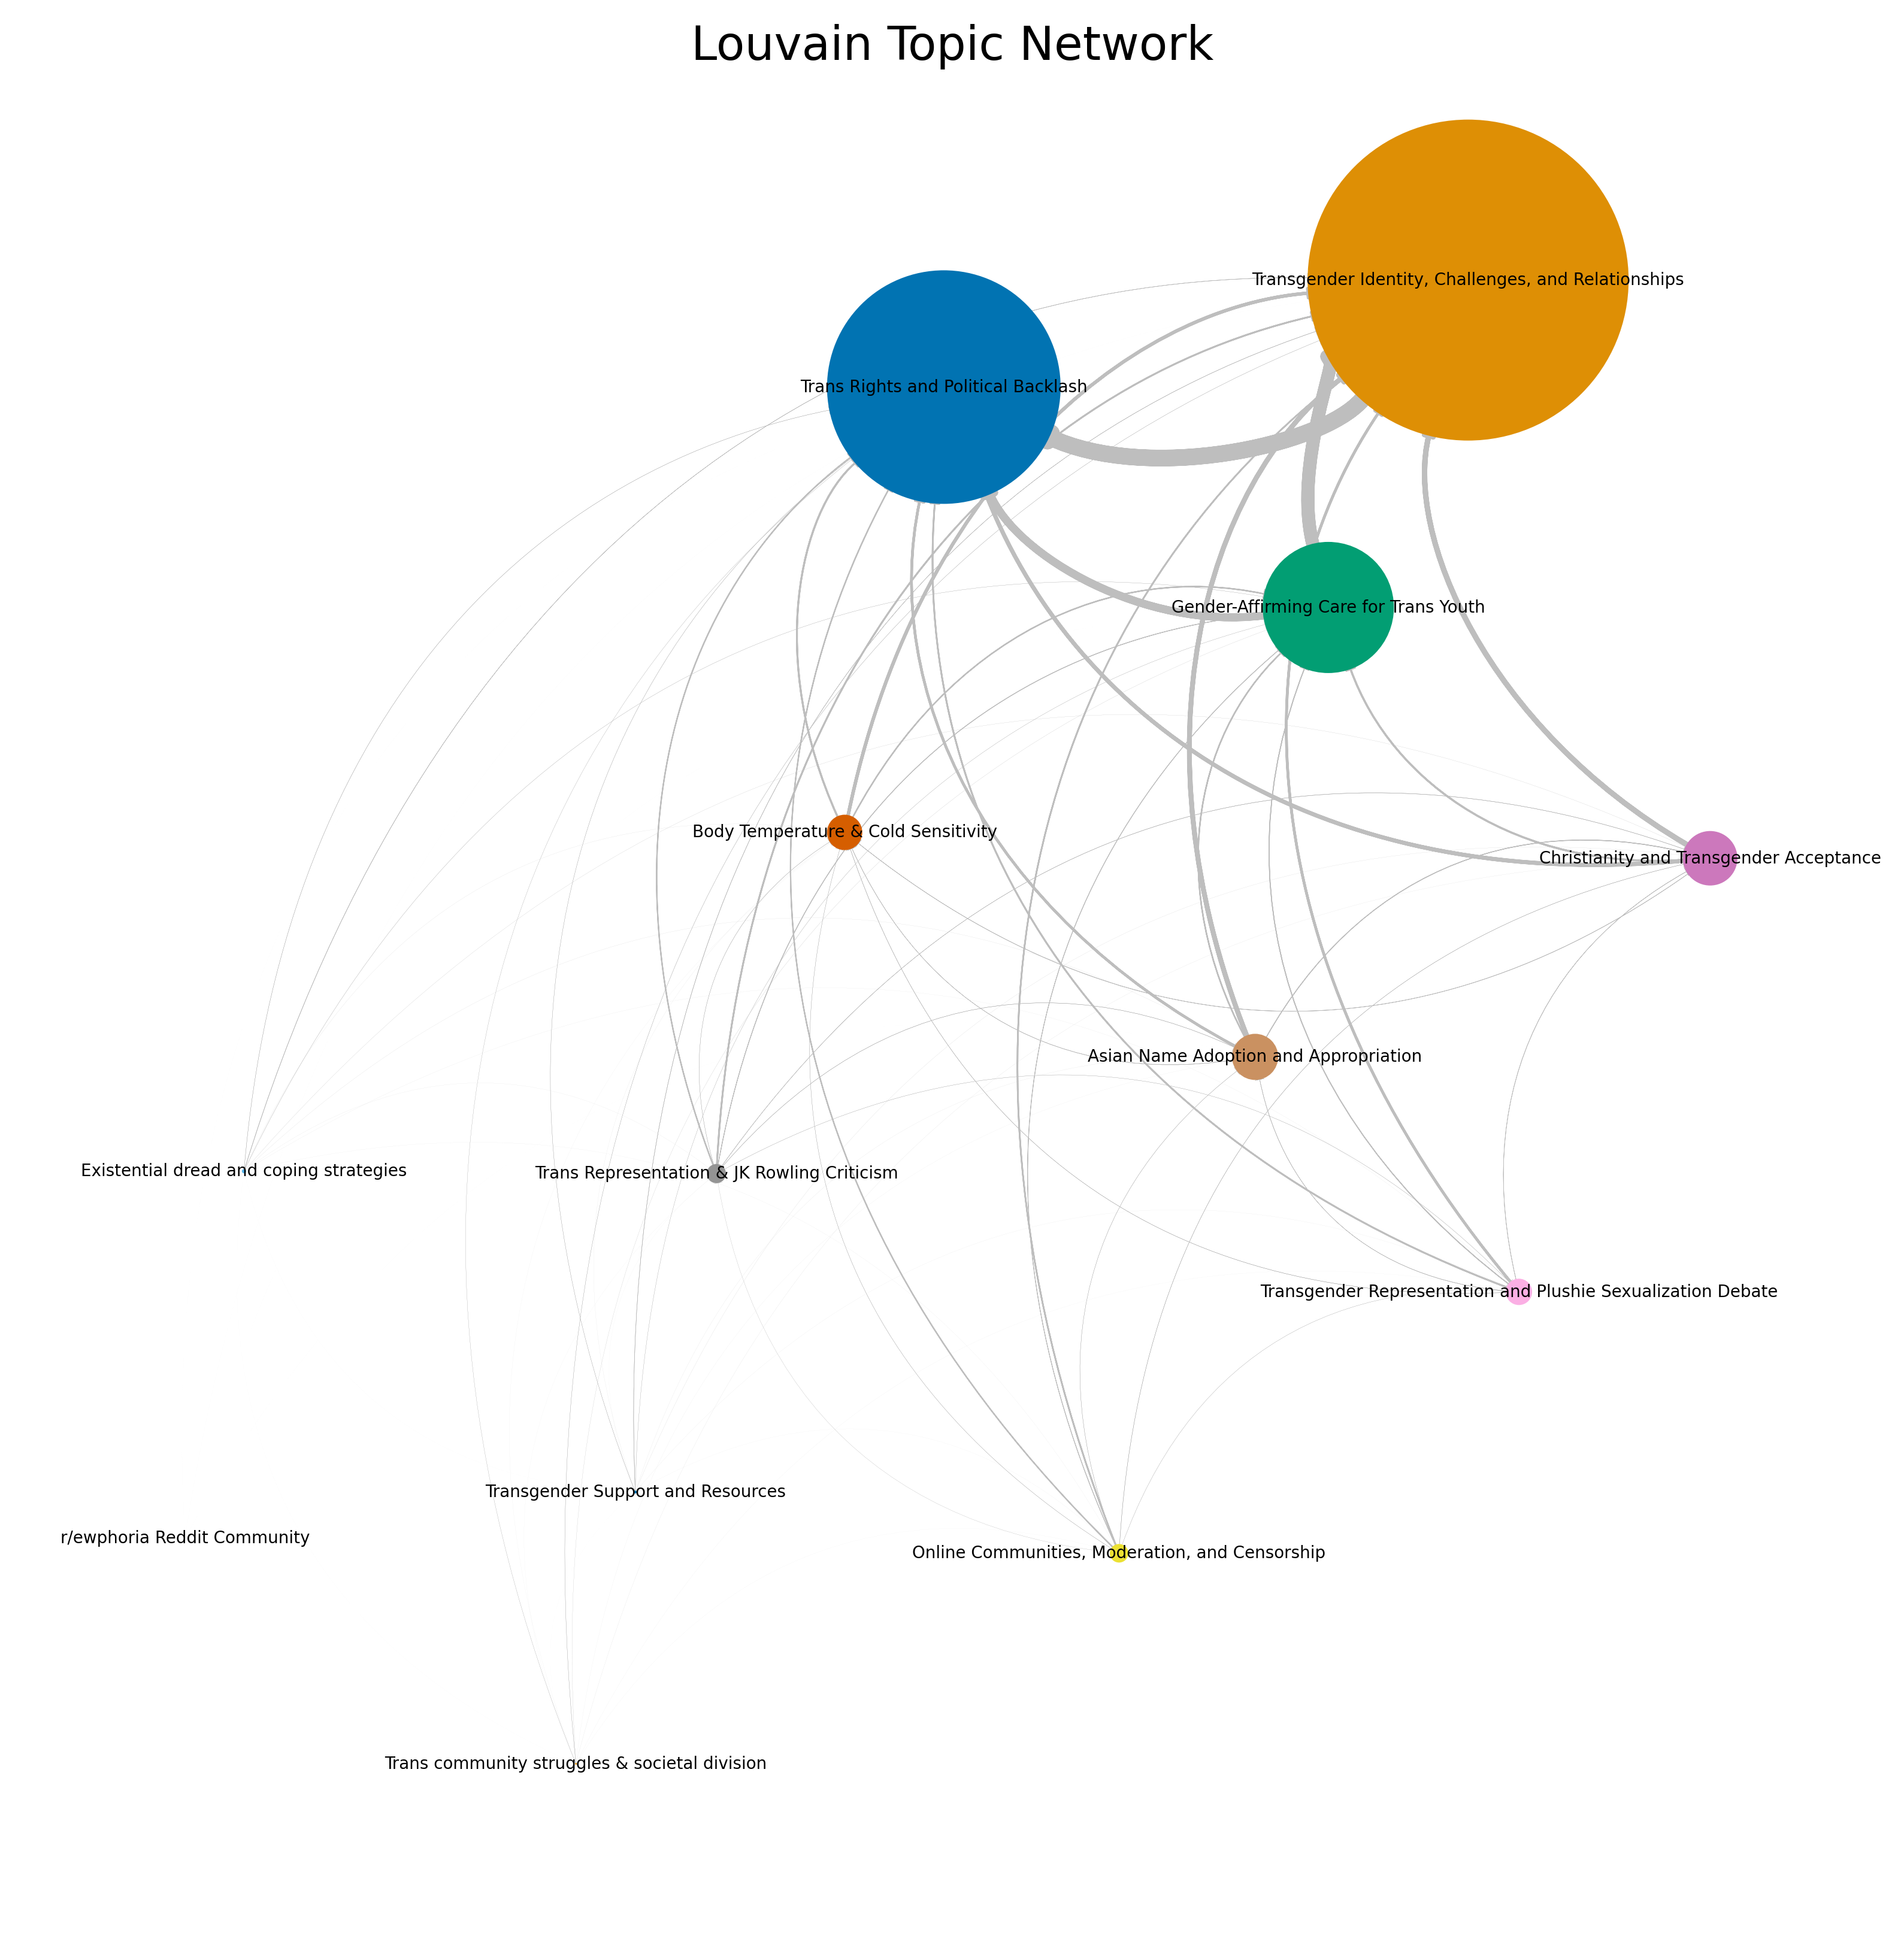 Louvain Topic Network
Transgender Identity, Challenges, and Relationships
Trans Rights and Political Backlash
Gender-Affirming Care for Trans Youth
Body Temperature & Cold Sensitivity
Christianity and Transgender Acceptance
Asian Name Adoption and Appropriation
Existential dread and coping strategies
Trans Representation & JK Rowling Criticism
Transgender Representation and Plushie Sexualization Debate
Transgender Support and Resources
r/ewphoria Reddit Community
Online Communities, Moderation, and Censorship
Trans community struggles & societal division